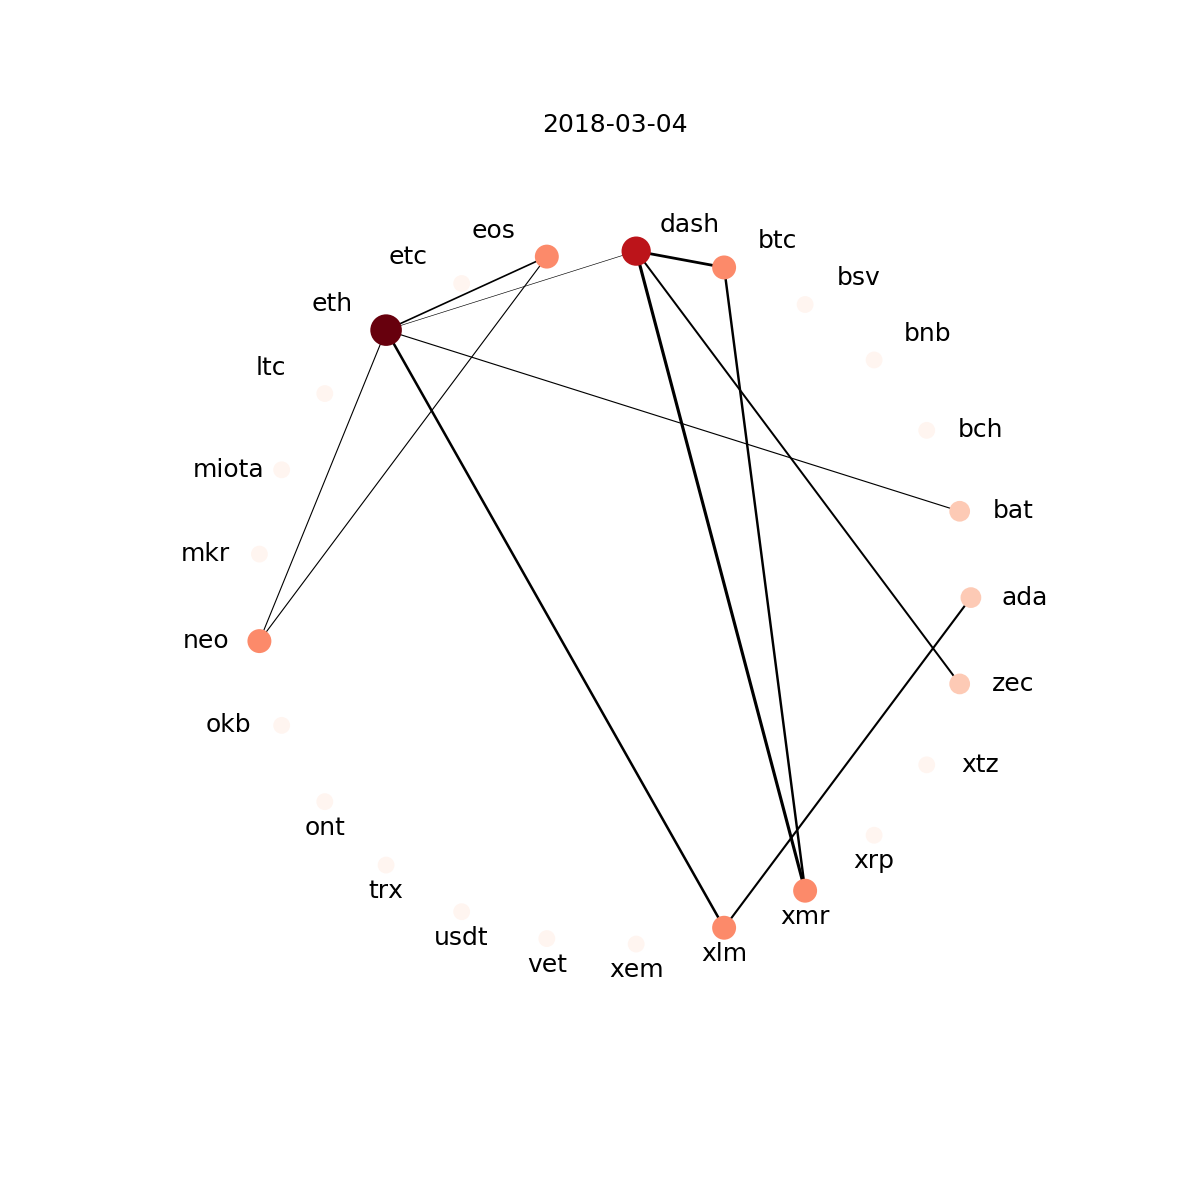 2018-03-04
dash
eos
btc
etc
bsv
eth
bnb
ltc
bch
miota
bat
mkr
ada
neo
zec
okb
xtz
ont
xrp
trx
xmr
usdt
xlm
vet
xem